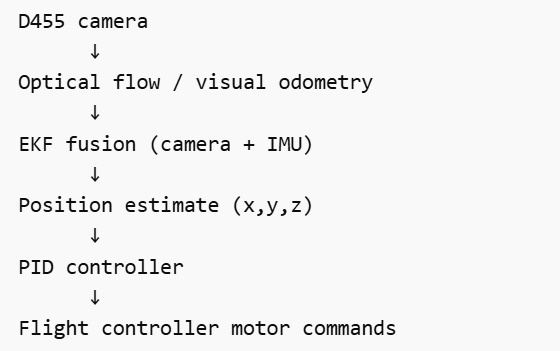 D455 camera
↓
Optical flow / visual odometry
↓
EKF fusion (camera + IMU)
↓
Position estimate (x,y,z)
↓
PID controller
↓
Flight controller motor commands